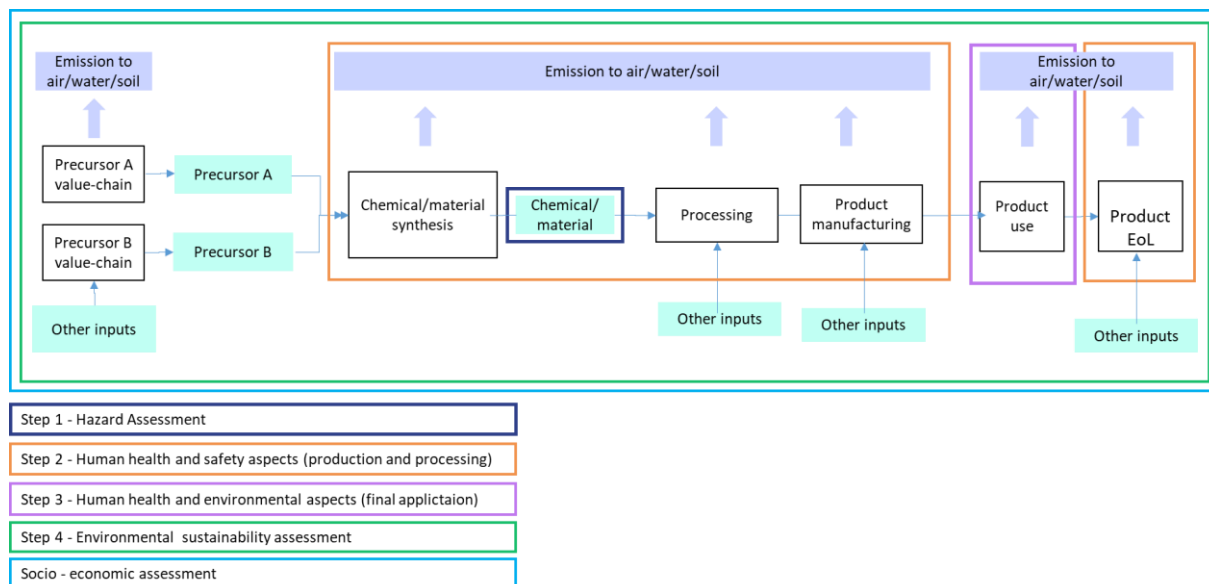 Emission to
air/water/soil
Emission to air/water/soil
Emission to
air/water/soil
Precursor A
value-chain
Precursor A
Precursor B
value-chain
Precursor B
Other inputs
Chemical/material
synthesis
Chemical/
material
Processing
Product
manufacturing
Other inputs
Other inputs
Product
use
Product
EoL
Other inputs
Step 1 - Hazard Assessment
Step 2 - Human health and safety aspects (production and processing)
Step 3 - Human health and environmental aspects (final applictaion)
Step 4 - Environmental sustainability assessment
Socio - economic assessment